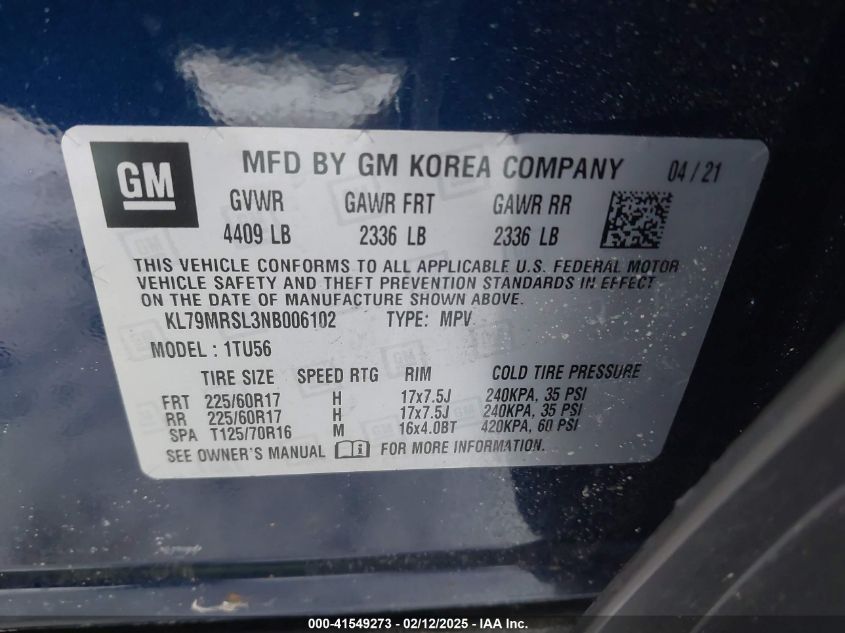 GM
MFD BY GM KOREA COMPANY 04/21
GVWR GAWR FRT GAWR RR
4409 LB 2336 LB 2336 LB
THIS VEHICLE CONFORMS TO ALL APPLICABLE U.S. FEDERAL MOTOR
VEHICLE SAFETY AND THEFT PREVENTION STANDARDS IN EFFECT
ON THE DATE OF MANUFACTURE SHOWN ABOVE.
KL79MRSL3NB006102 TYPE: MPV
MODEL : 1TU56
TIRE SIZE SPEED RTG RIM COLD TIRE PRESSURE
FRT 225/60R17 H 17x7.5J 240KPA, 35 PSI
RR 225/60R17 H 17x7.5J 240KPA, 35 PSI
SPA T125/70R16 M 16x4.0BT 420KPA, 60 PSI
SEE OWNER'S MANUAL i FOR MORE INFORMATION.
000-41549273 - 02/12/2025 - IAA Inc.